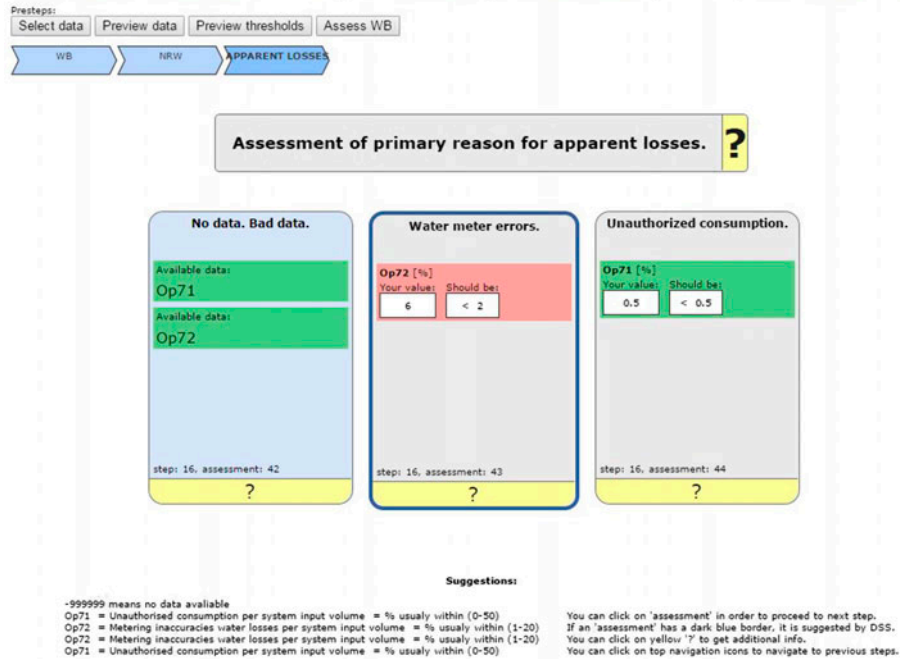 Presteps:
Select data Preview data Preview thresholds Assess WB
WB NRW APPARENT LOSSES
Assessment of primary reason for apparent losses. ?
No data. Bad data.
Available data:
Op71
Available data:
Op72
step: 16, assessment: 42
?
Water meter errors.
Op72 [%]
Your value: Should be:
6 < 2
step: 16, assessment: 43
?
Unauthorized consumption.
Op71 [%]
Your value: Should be:
0.5 < 0.5
step: 16, assessment: 44
?
Suggestions:
-999999 means no data avaliable
Op71 = Unauthorised consumption per system input volume = % usualy within (0-50)
Op72 = Metering inaccuracies water losses per system input volume = % usualy within (1-20)
Op72 = Metering inaccuracies water losses per system input volume = % usualy within (1-20)
Op71 = Unauthorised consumption per system input volume = % usualy within (0-50)
You can click on 'assessment' in order to proceed to next step.
If an 'assessment' has a dark blue border, it is suggested by DSS.
You can click on yellow '?' to get additional info.
You can click on top navigation icons to navigate to previous steps.